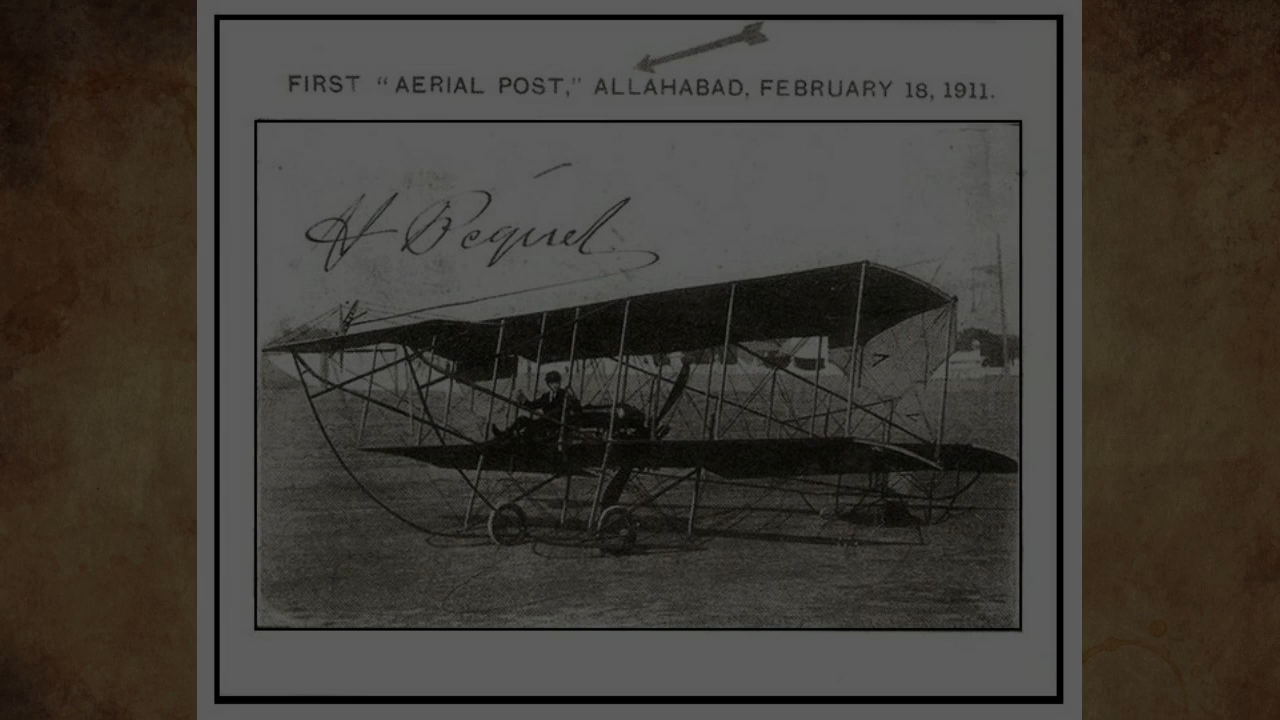 FIRST “AERIAL POST,” ALLAHABAD, FEBRUARY 18, 1911.
H Pequet